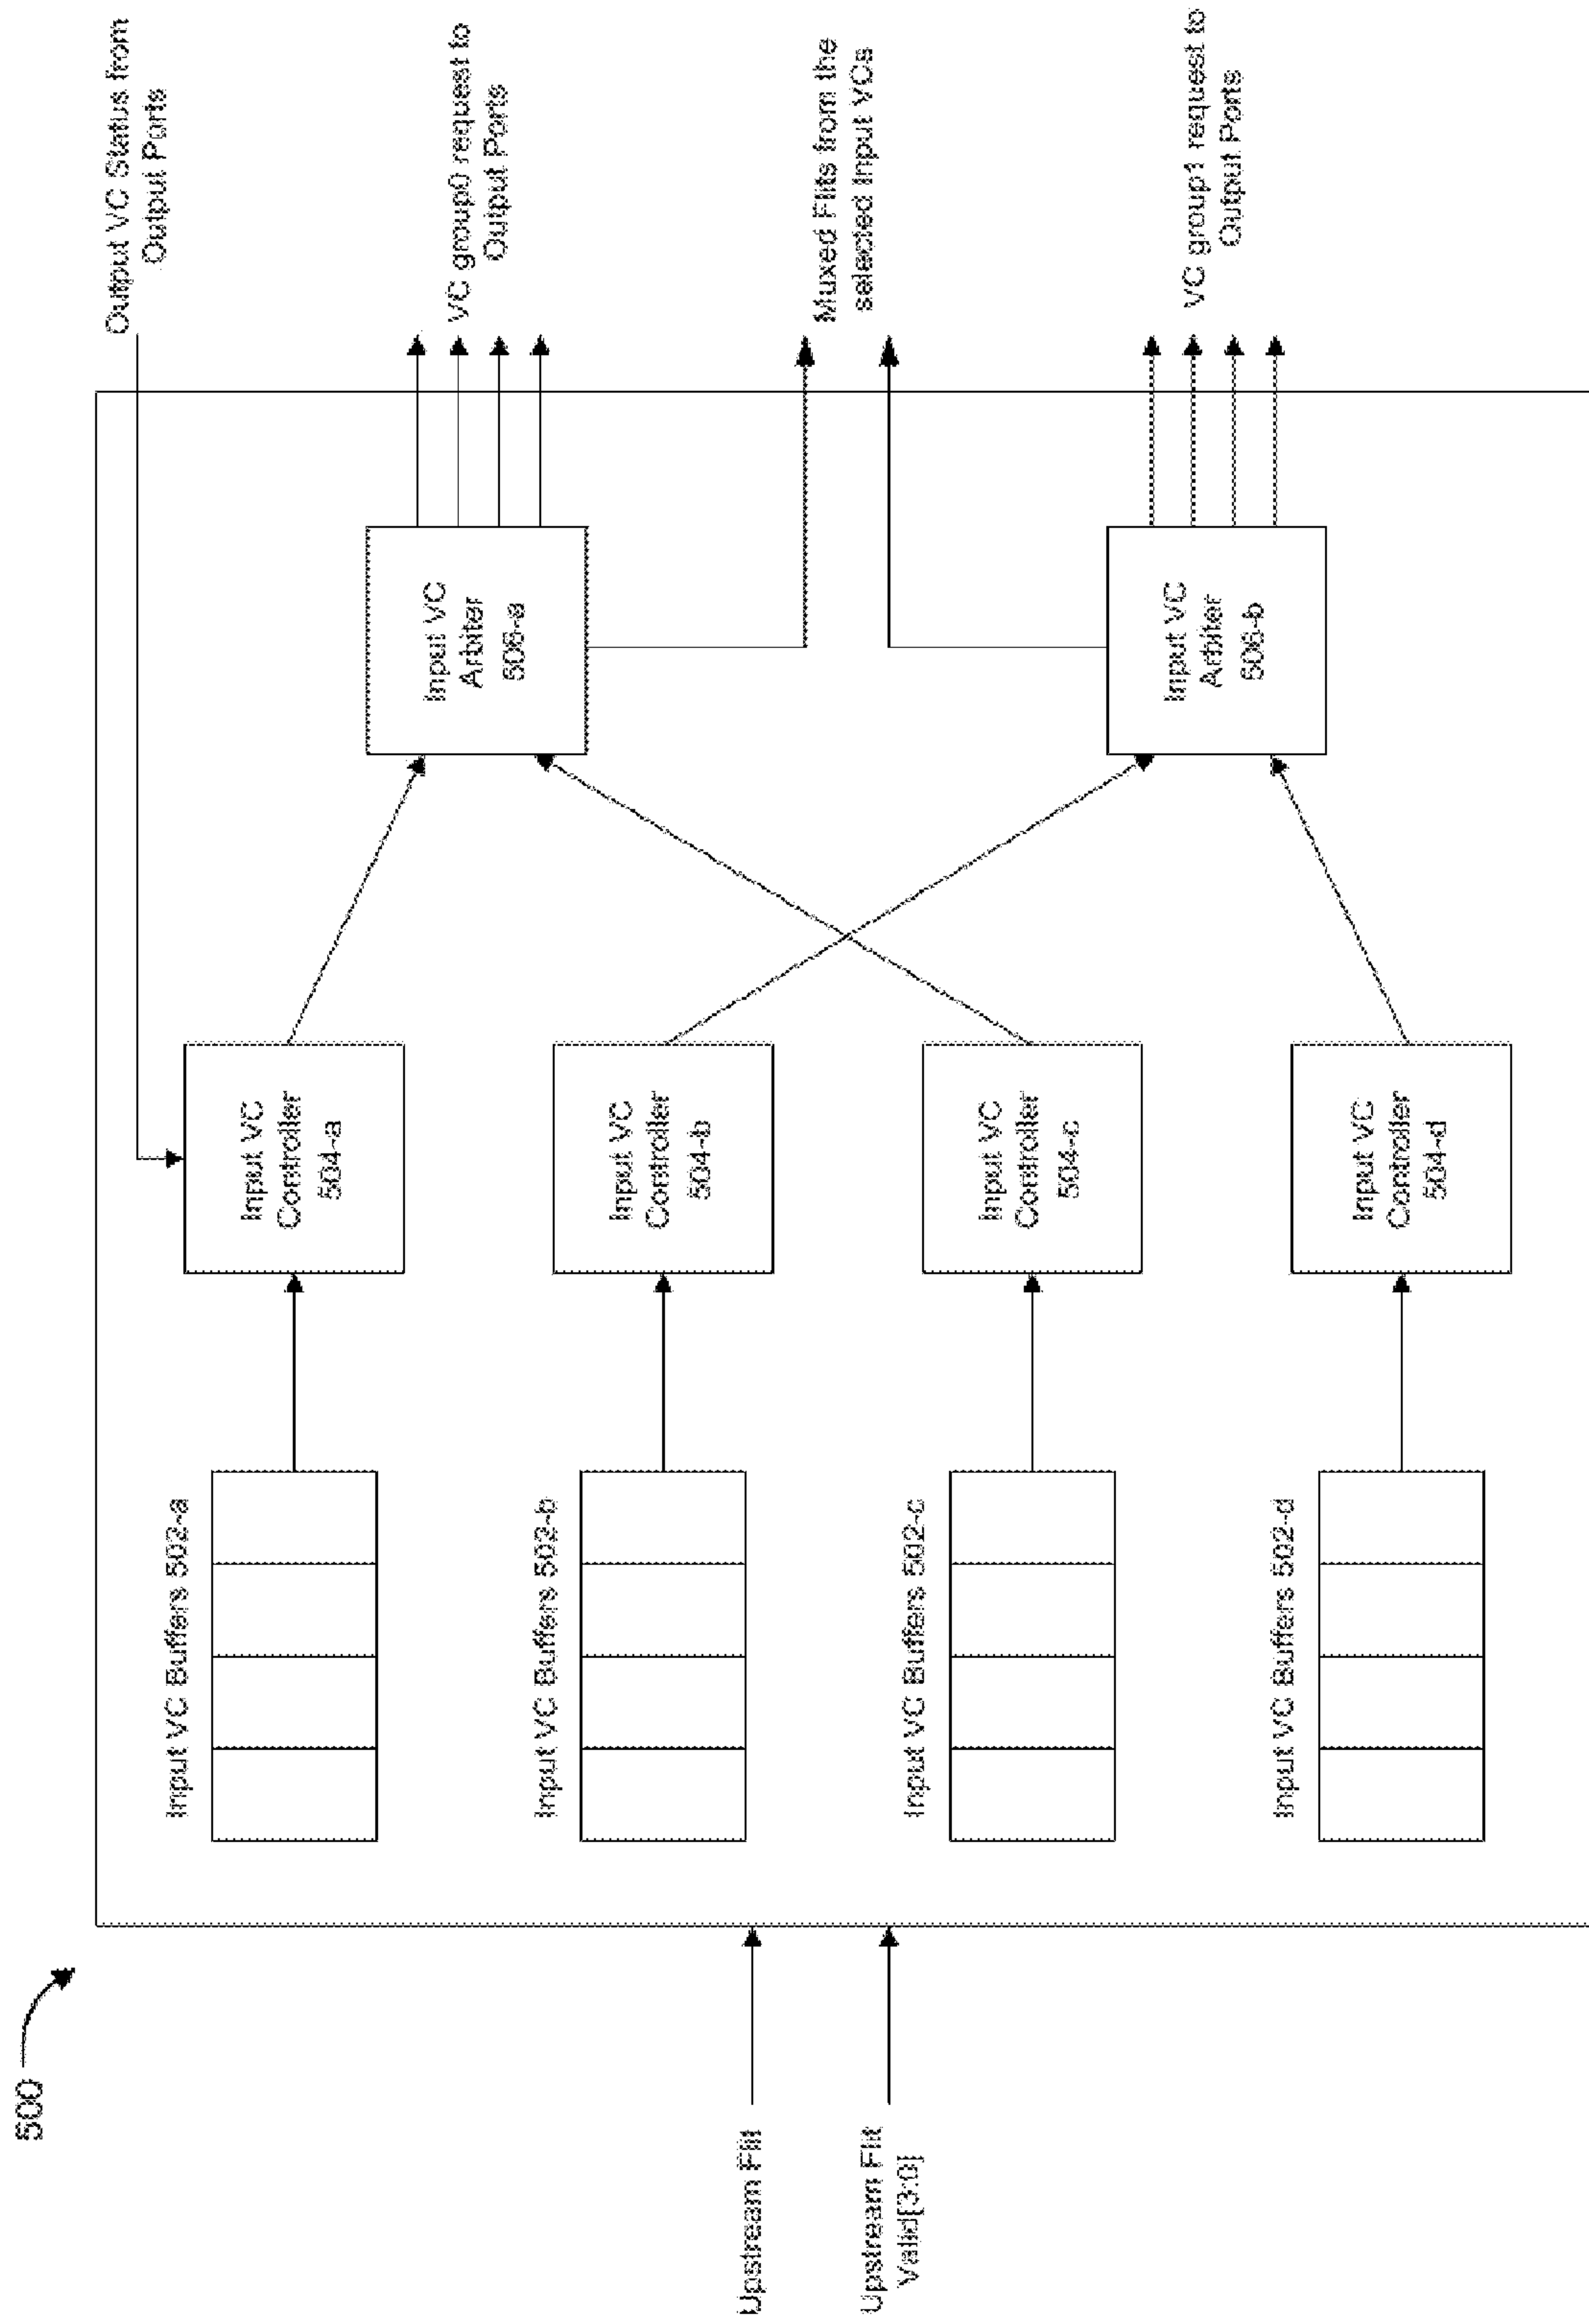 500
Output VC Status from
Output Ports
Input VC Buffers 502-a
Input VC
Controller
504-a
Input VC
Arbiter
506-a
VC group0 request to
Output Ports
Input VC Buffers 502-b
Input VC
Controller
504-b
Upstream Flit
Upstream Flit
Valid[3:0]
Muxed Flits from the
selected Input VCs
Input VC Buffers 502-c
Input VC
Controller
504-c
Input VC
Arbiter
506-b
VC group1 request to
Output Ports
Input VC Buffers 502-d
Input VC
Controller
504-d